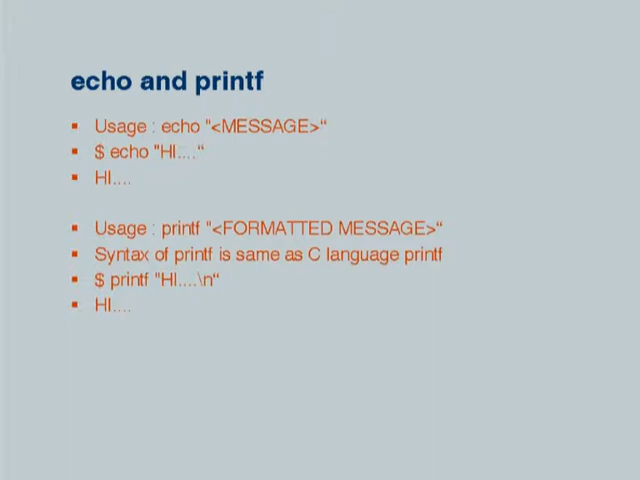 echo and printf
▪ Usage : echo "<MESSAGE>“
▪ $ echo "HI....“
▪ HI....
▪ Usage : printf "<FORMATTED MESSAGE>“
▪ Syntax of printf is same as C language printf
▪ $ printf "HI....\n“
▪ HI....